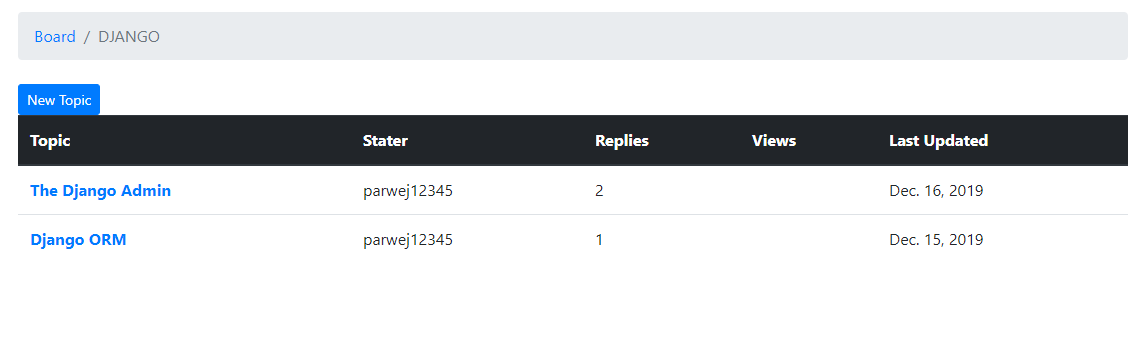 Board / DJANGO
New Topic
Topic Stater Replies Views Last Updated
The Django Admin parwej12345 2 Dec. 16, 2019
Django ORM parwej12345 1 Dec. 15, 2019